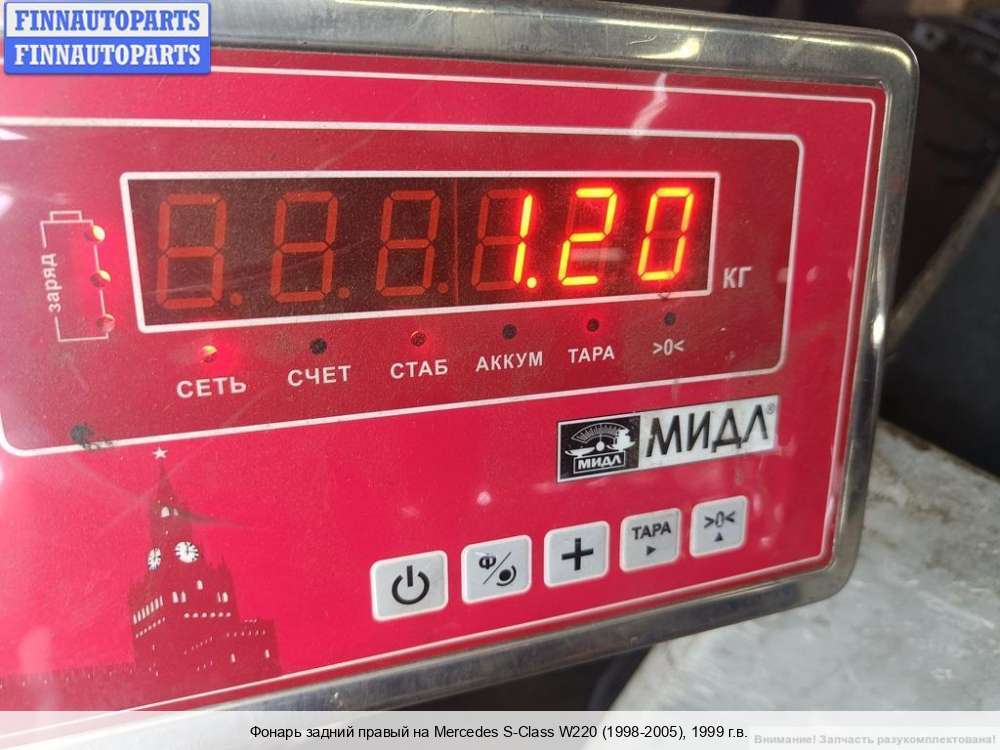 FINNAUTOPARTS
FINNAUTOPARTS
1.20
КГ
заряд
СЕТЬ
СЧЕТ
СТАБ
АККУМ
ТАРА
>0<
МИДЛ
МИДЛ®
Ф/
+
ТАРА
>0<
Фонарь задний правый на Mercedes S-Class W220 (1998-2005), 1999 г.в.
Внимание! Запчасть разукомплектована!